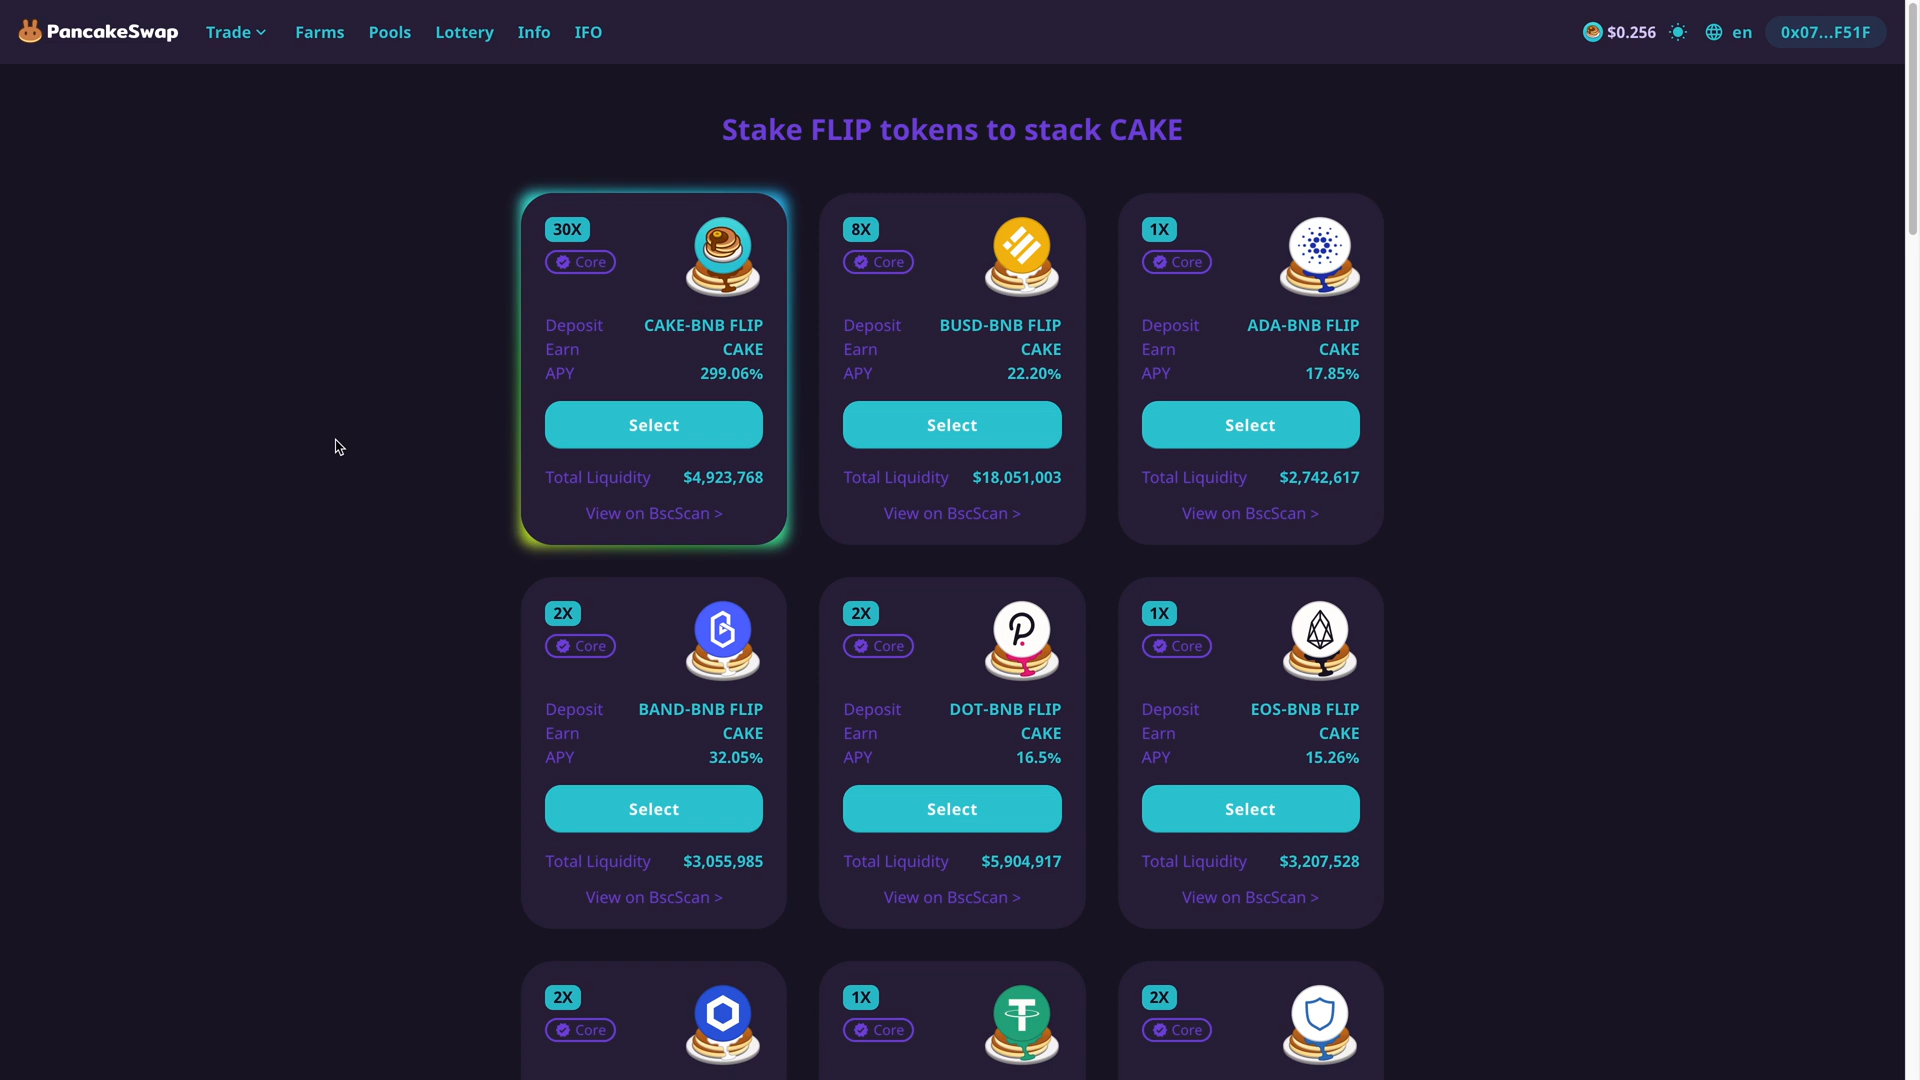 PancakeSwap Trade Farms Pools Lottery Info IFO $0.256 en 0x07...F51F
Stake FLIP tokens to stack CAKE
30X
Core
Deposit CAKE-BNB FLIP
Earn CAKE
APY 299.06%
Select
Total Liquidity $4,923,768
View on BscScan >
8X
Core
Deposit BUSD-BNB FLIP
Earn CAKE
APY 22.20%
Select
Total Liquidity $18,051,003
View on BscScan >
1X
Core
Deposit ADA-BNB FLIP
Earn CAKE
APY 17.85%
Select
Total Liquidity $2,742,617
View on BscScan >
2X
Core
Deposit BAND-BNB FLIP
Earn CAKE
APY 32.05%
Select
Total Liquidity $3,055,985
View on BscScan >
2X
Core
Deposit DOT-BNB FLIP
Earn CAKE
APY 16.5%
Select
Total Liquidity $5,904,917
View on BscScan >
1X
Core
Deposit EOS-BNB FLIP
Earn CAKE
APY 15.26%
Select
Total Liquidity $3,207,528
View on BscScan >
2X
Core
1X
Core
2X
Core